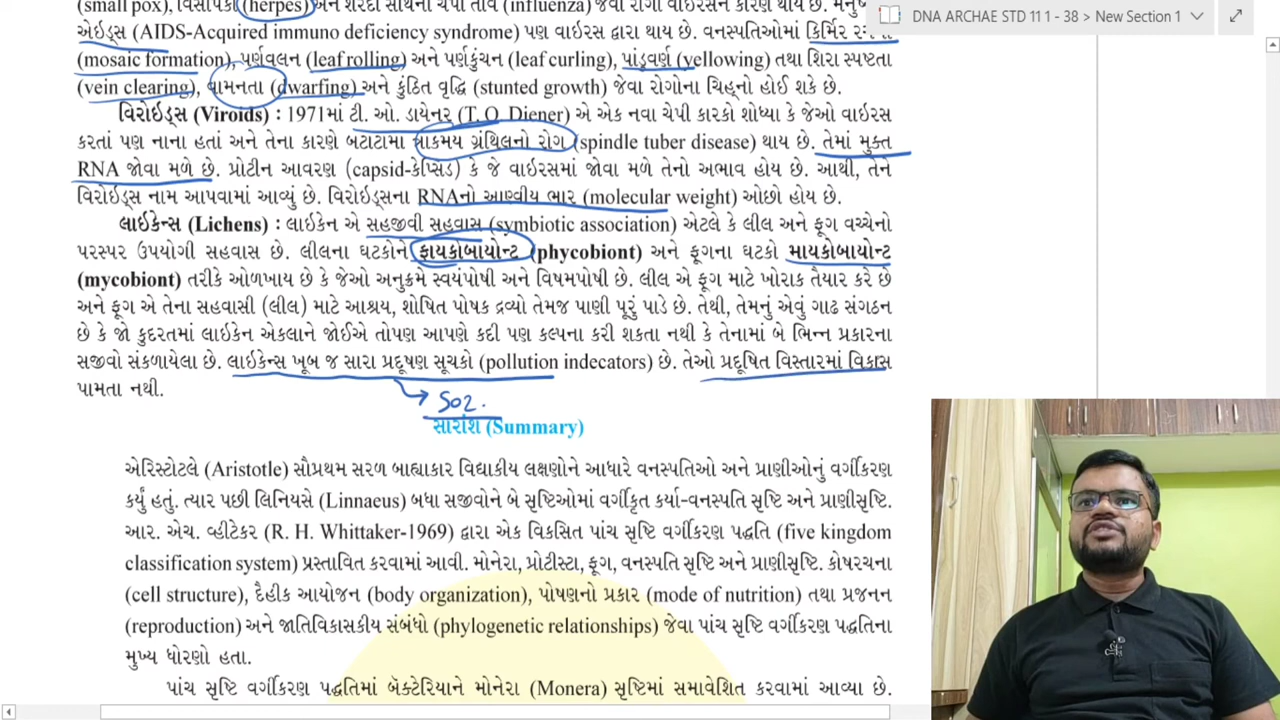 (small pox), વિસર્પિકા (herpes) અને શરદી સાથેનો ચેપી તાવ (influenza) જેવા રોગો વાઇરસને કારણે થાય છે.
DNA ARCHAE STD 11 1 - 38 > New Section 1
એઇડ્સ (AIDS-Acquired immuno deficiency syndrome) પણ વાઇરસ દ્વારા થાય છે. વનસ્પતિઓમાં કિર્મિર
(mosaic formation), પર્ણવલન (leaf rolling) અને પર્ણકુંચન (leaf curling), પાંડુવર્ણ (yellowing) તથા શિરા સ્પષ્ટતા
(vein clearing), વામનતા (dwarfing) અને કુંઠિત વૃદ્ધિ (stunted growth) જેવા રોગોના ચિહ્નો હોઈ શકે છે.
વિરોઇડ્સ (Viroids) : 1971માં ટી. ઓ. ડાયેનર (T. O. Diener) એ એક નવા ચેપી કારકો શોધ્યા કે જેઓ વાઇરસ
કરતાં પણ નાના હતાં અને તેના કારણે બટાટામાં ત્રાકમય ગ્રંથિલનો રોગ (spindle tuber disease) થાય છે. તેમાં મુક્ત
RNA જોવા મળે છે. પ્રોટીન આવરણ (capsid-કેપ્સિડ) કે જે વાઇરસમાં જોવા મળે તેનો અભાવ હોય છે. આથી, તેને
વિરોઇડ્સ નામ આપવામાં આવ્યું છે. વિરોઇડ્સના RNAનો આણ્વીય ભાર (molecular weight) ઓછો હોય છે.
લાઇકેન્સ (Lichens) : લાઇકેન એ સહજીવી સહવાસ (symbiotic association) એટલે કે લીલ અને ફૂગ વચ્ચેનો
પરસ્પર ઉપયોગી સહવાસ છે. લીલના ઘટકોને ફાયકોબાયોન્ટ (phycobiont) અને ફૂગના ઘટકો માયકોબાયોન્ટ
(mycobiont) તરીકે ઓળખાય છે કે જેઓ અનુક્રમે સ્વયંપોષી અને વિષમપોષી છે. લીલ એ ફૂગ માટે ખોરાક તૈયાર કરે છે
અને ફૂગ એ તેના સહવાસી (લીલ) માટે આશ્રય, શોષિત પોષક દ્રવ્યો તેમજ પાણી પૂરું પાડે છે. તેથી, તેમનું એવું ગાઢ સંગઠન
છે કે જો કુદરતમાં લાઇકેન એકલાને જોઈએ તોપણ આપણે કદી પણ કલ્પના કરી શકતા નથી કે તેનામાં બે ભિન્ન પ્રકારના
સજીવો સંકળાયેલા છે. લાઇકેન્સ ખૂબ જ સારા પ્રદૂષણ સૂચકો (pollution indecators) છે. તેઓ પ્રદૂષિત વિસ્તારમાં વિકાસ
પામતા નથી.
SO2.
સારાંશ (Summary)
એરિસ્ટોટલે (Aristotle) સૌપ્રથમ સરળ બાહ્યાકાર વિદ્યાકીય લક્ષણોને આધારે વનસ્પતિઓ અને પ્રાણીઓનું વર્ગીકરણ
કર્યું હતું. ત્યાર પછી લિનિયસે (Linnaeus) બધા સજીવોને બે સૃષ્ટિઓમાં વર્ગીકૃત કર્યા-વનસ્પતિ સૃષ્ટિ અને પ્રાણીસૃષ્ટિ.
આર. એચ. વ્હીટેકર (R. H. Whittaker-1969) દ્વારા એક વિકસિત પાંચ સૃષ્ટિ વર્ગીકરણ પદ્ધતિ (five kingdom
classification system) પ્રસ્તાવિત કરવામાં આવી. મોનેરા, પ્રોટીસ્ટા, ફૂગ, વનસ્પતિ સૃષ્ટિ અને પ્રાણીસૃષ્ટિ. કોષરચના
(cell structure), દૈહીક આયોજન (body organization), પોષણનો પ્રકાર (mode of nutrition) તથા પ્રજનન
(reproduction) અને જાતિવિકાસકીય સંબંધો (phylogenetic relationships) જેવા પાંચ સૃષ્ટિ વર્ગીકરણ પદ્ધતિના
મુખ્ય ધોરણો હતા.
પાંચ સૃષ્ટિ વર્ગીકરણ પદ્ધતિમાં બૅક્ટેરિયાને મોનેરા (Monera) સૃષ્ટિમાં સમાવેશિત કરવામાં આવ્યા છે.